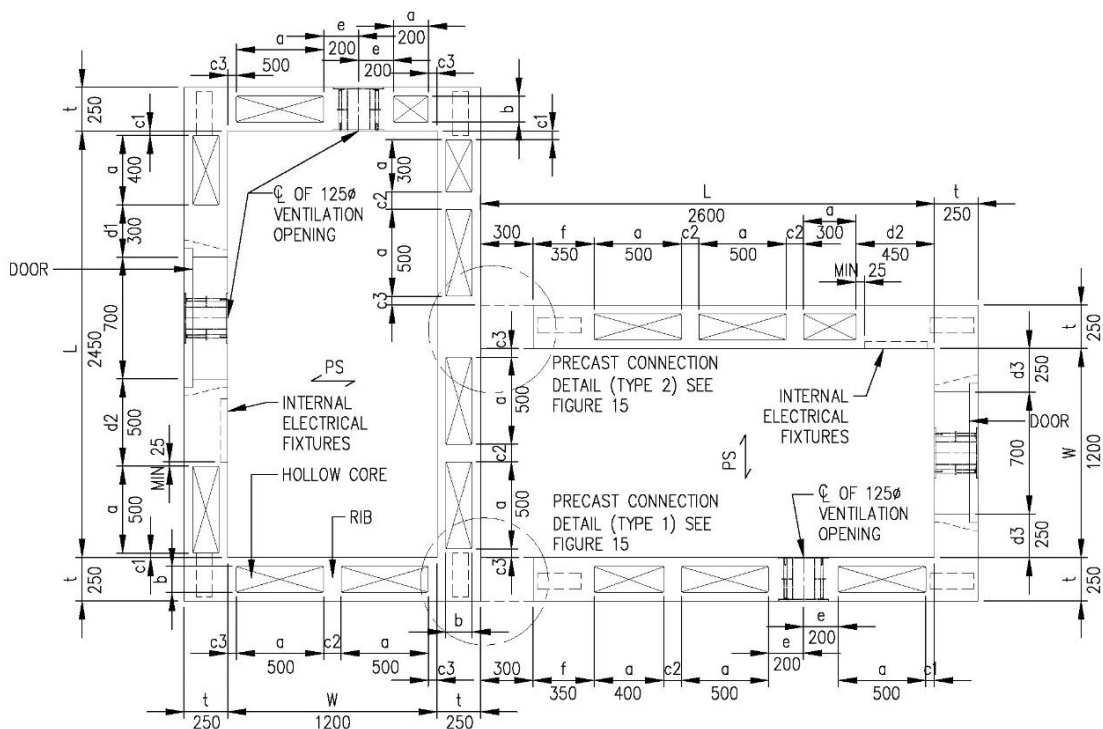 a
e
200
a
200
500
e
200
c3
c3
t
250
c1
b
c1
a
400
a
300
c2
d1
300
℄ OF 125ø
VENTILATION
OPENING
L
2600
t
250
a
300
300
f
350
a
500
c2
a
500
c2
d2
450
MIN 25
DOOR
a
500
c3
700
L
2450
PS
c3
t
250
PRECAST CONNECTION
DETAIL (TYPE 2) SEE
FIGURE 15
INTERNAL
ELECTRICAL
FIXTURES
d3
250
DOOR
INTERNAL
ELECTRICAL
FIXTURES
d2
500
a
500
c2
PS
700
W
1200
MIN 25
HOLLOW CORE
a
500
RIB
a
500
PRECAST CONNECTION
DETAIL (TYPE 1) SEE
FIGURE 15
℄ OF 125ø
VENTILATION
OPENING
d3
250
c1
c3
t
250
b
b
t
250
e
200
c3
a
500
c2
a
500
c3
300
f
350
a
400
c2
a
500
e
200
a
500
c1
t
250
W
1200
t
250